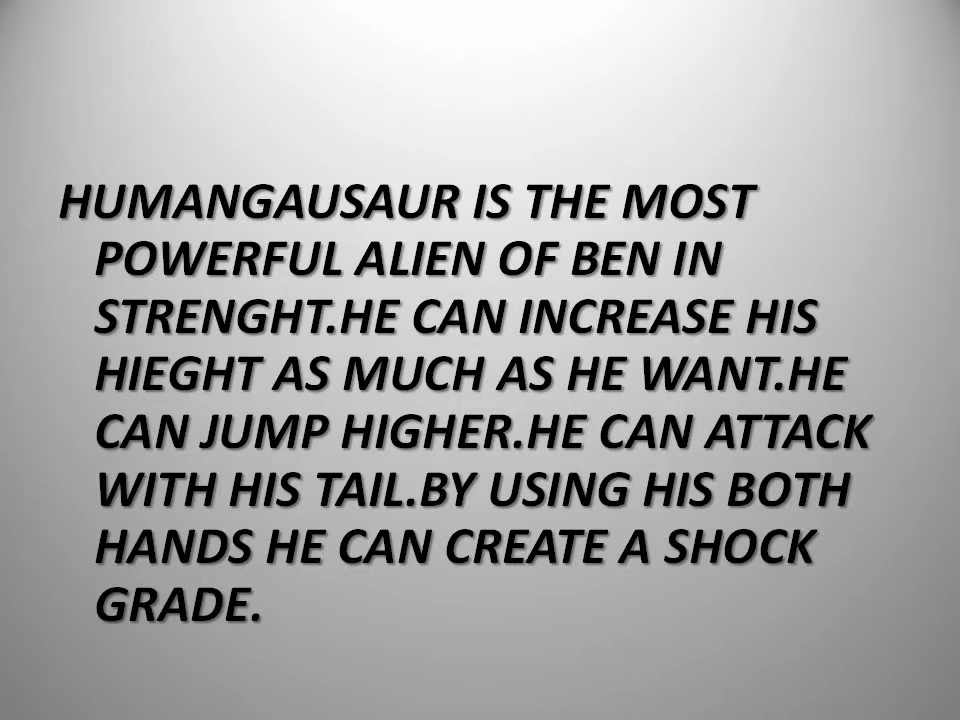 HUMANGAUSAUR IS THE MOST
POWERFUL ALIEN OF BEN IN
STRENGHT.HE CAN INCREASE HIS
HIEGHT AS MUCH AS HE WANT.HE
CAN JUMP HIGHER.HE CAN ATTACK
WITH HIS TAIL.BY USING HIS BOTH
HANDS HE CAN CREATE A SHOCK
GRADE.